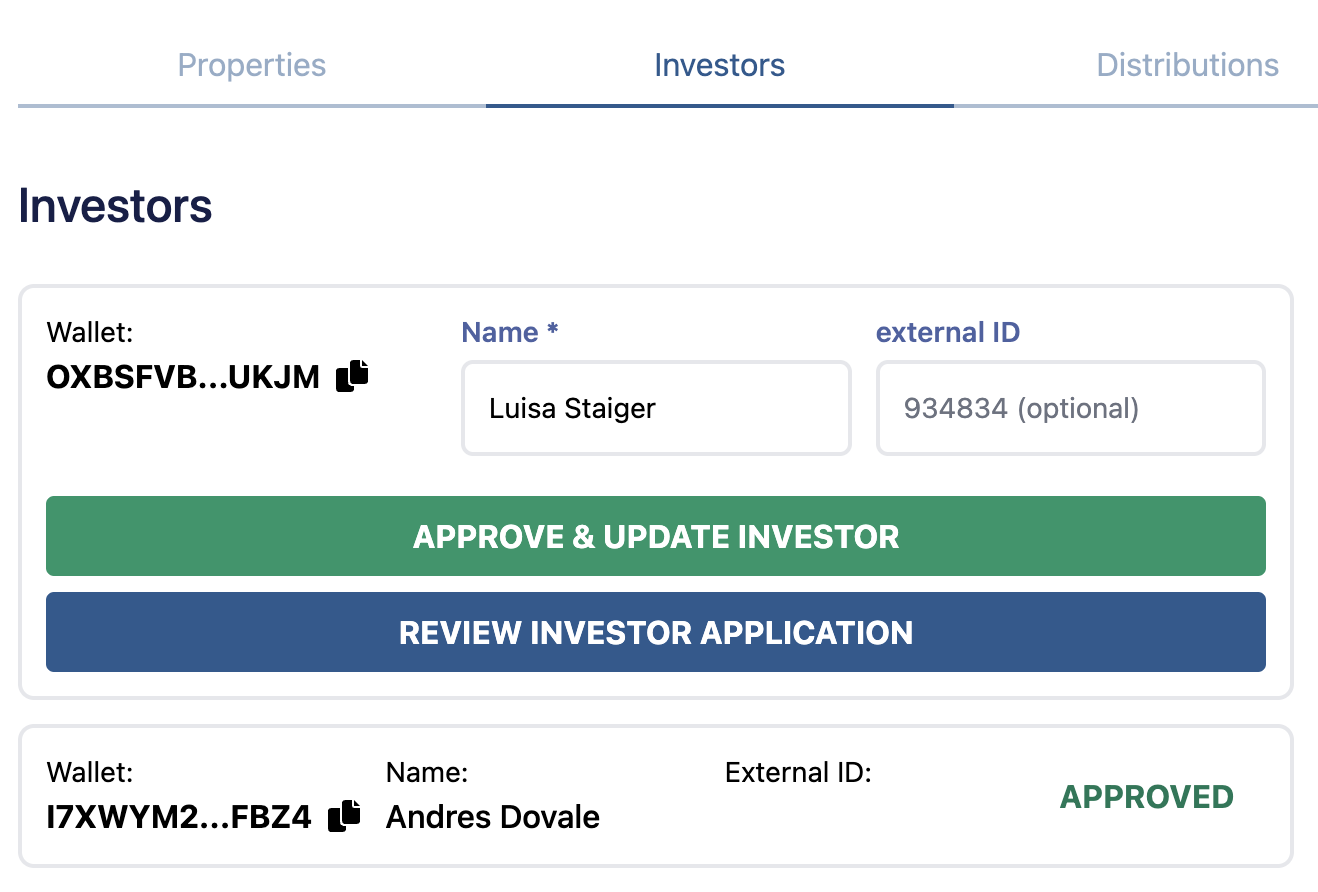 Properties
Investors
Distributions
Investors
Wallet:
OXBSFVB...UKJM
Name *
Luisa Staiger
external ID
934834 (optional)
APPROVE & UPDATE INVESTOR
REVIEW INVESTOR APPLICATION
Wallet:
I7XWYM2...FBZ4
Name:
Andres Dovale
External ID:
APPROVED